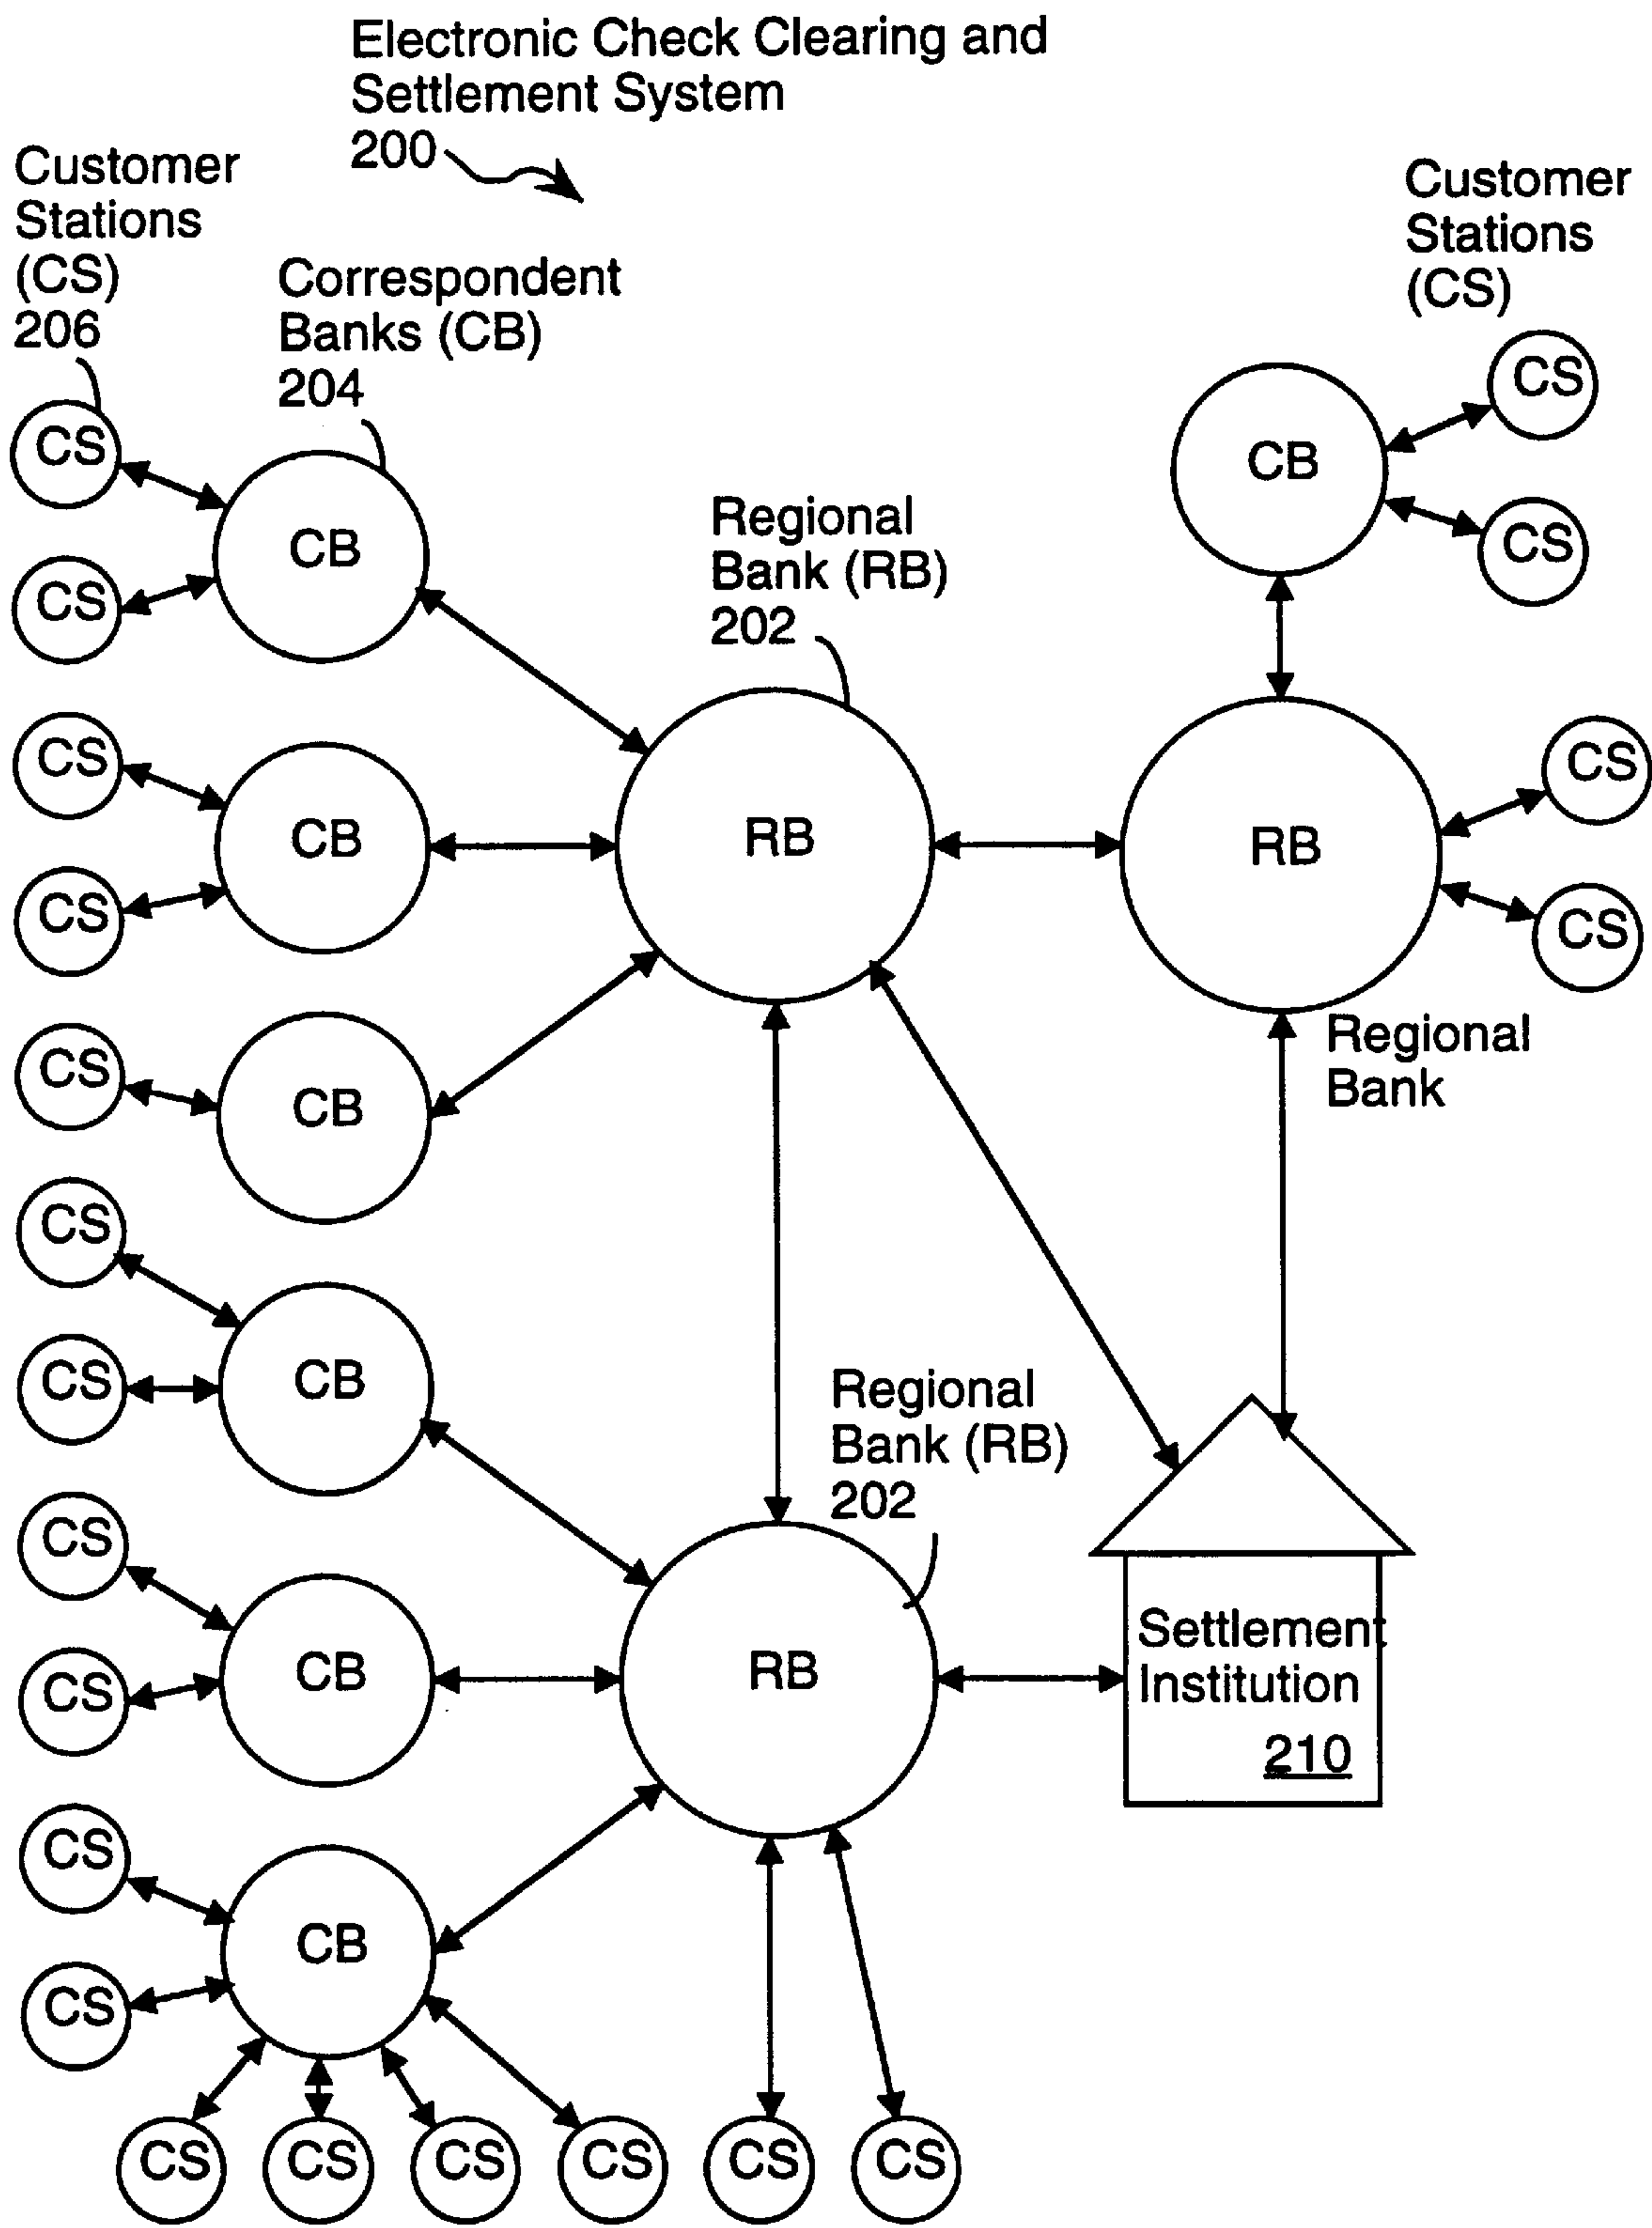 Electronic Check Clearing and
Settlement System
200
Customer
Stations
(CS)
206
Correspondent
Banks (CB)
204
Customer
Stations
(CS)
CS
CS
CB
CS
CB
CS
Regional
Bank (RB)
202
CS
CS
CB
RB
RB
CS
CS
CS
CB
Regional
Bank
CS
CS
CB
Regional
Bank (RB)
202
CS
CS
CB
RB
Settlement
Institution
210
CS
CS
CB
CS
CS
CS
CS
CS
CS